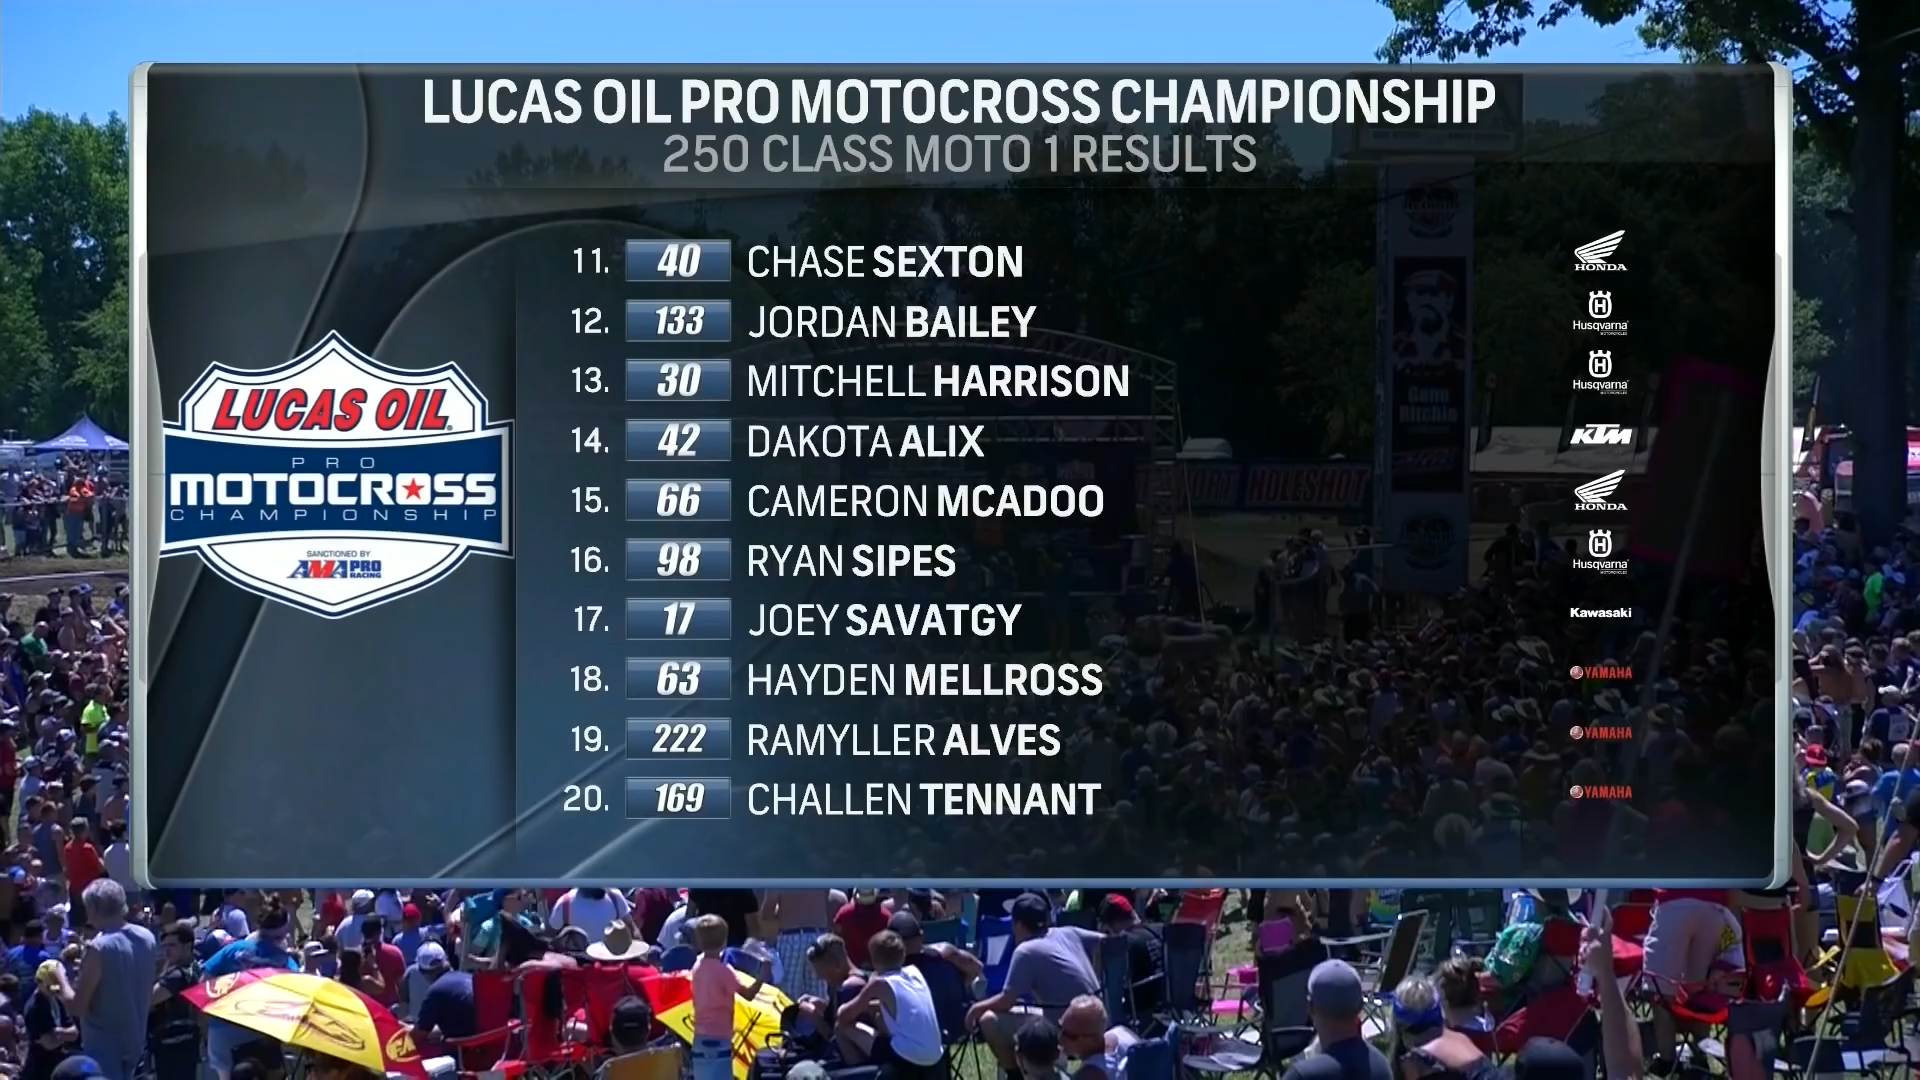 LUCAS OIL PRO MOTOCROSS CHAMPIONSHIP
250 CLASS MOTO 1 RESULTS
11. 40 CHASE SEXTON HONDA
12. 133 JORDAN BAILEY Husqvarna
13. 30 MITCHELL HARRISON Husqvarna
14. 42 DAKOTA ALIX KTM
15. 66 CAMERON MCADOO HONDA
16. 98 RYAN SIPES Husqvarna
17. 17 JOEY SAVATGY Kawasaki
18. 63 HAYDEN MELLROSS YAMAHA
19. 222 RAMYLLER ALVES YAMAHA
20. 169 CHALLEN TENNANT YAMAHA
LUCAS OIL
PRO
MOTOCROSS
CHAMPIONSHIP
SANCTIONED BY
AMA PRO
RACING
HOLESHOT